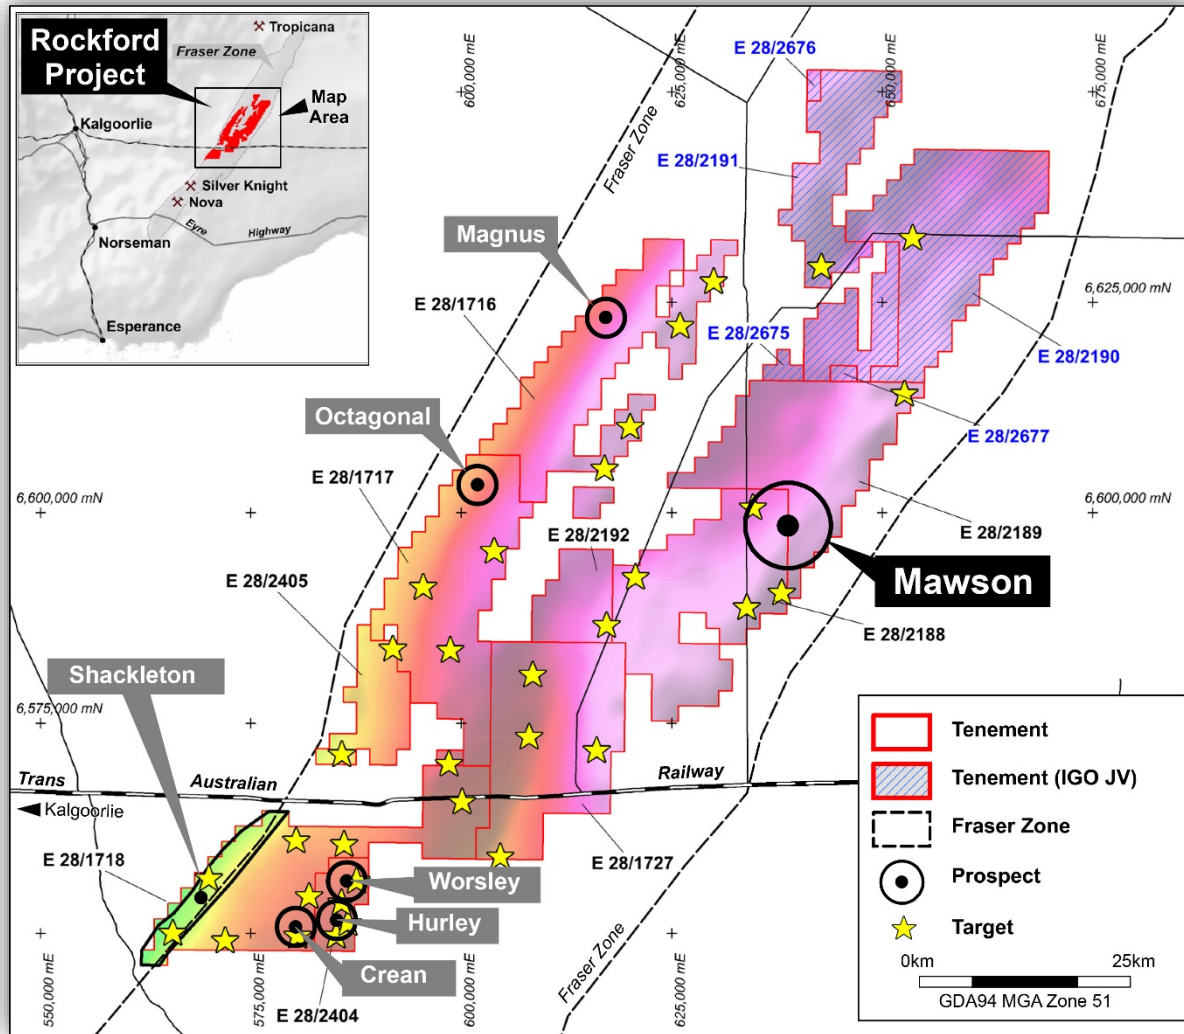 Rockford
Project
Tropicana
Fraser Zone
Map
Area
Kalgoorlie
Silver Knight
Nova
Norseman
Eyre
Highway
Esperance
600,000 mE
625,000 mE
650,000 mE
675,000 mE
Fraser Zone
E 28/2676
E 28/2191
Magnus
E 28/1716
6,625,000 mN
E 28/2675
E 28/2190
Octagonal
E 28/2677
E 28/1717
6,600,000 mN
6,600,000 mN
E 28/2192
E 28/2189
E 28/2405
Mawson
E 28/2188
Shackleton
6,575,000 mN
Trans
Australian
Railway
Kalgoorlie
E 28/1718
E 28/1727
Worsley
Hurley
Crean
E 28/2404
Fraser Zone
550,000 mE
575,000 mE
600,000 mE
625,000 mE
Tenement
Tenement (IGO JV)
Fraser Zone
Prospect
Target
0km
25km
GDA94 MGA Zone 51